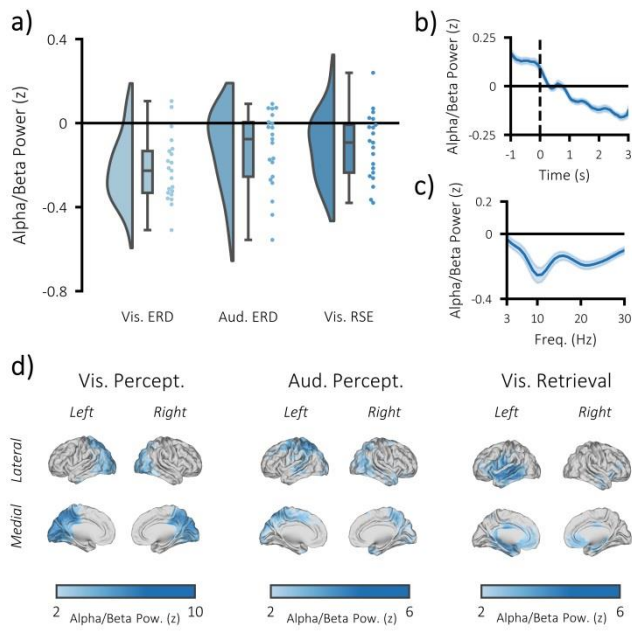 a)
0.4
0
-0.4
-0.8
Alpha/Beta Power (z)
Vis. ERD
Aud. ERD
Vis. RSE
b)
0.25
0
-0.25
Alpha/Beta Power (z)
-1 0 1 2 3
Time (s)
c)
0.2
0
-0.4
Alpha/Beta Power (z)
3 10 20 30
Freq. (Hz)
d)
Vis. Percept. Aud. Percept. Vis. Retrieval
Left Right Left Right Left Right
Lateral
Medial
2 Alpha/Beta Pow. (z) 10
2 Alpha/Beta Pow. (z) 6
2 Alpha/Beta Pow. (z) 6